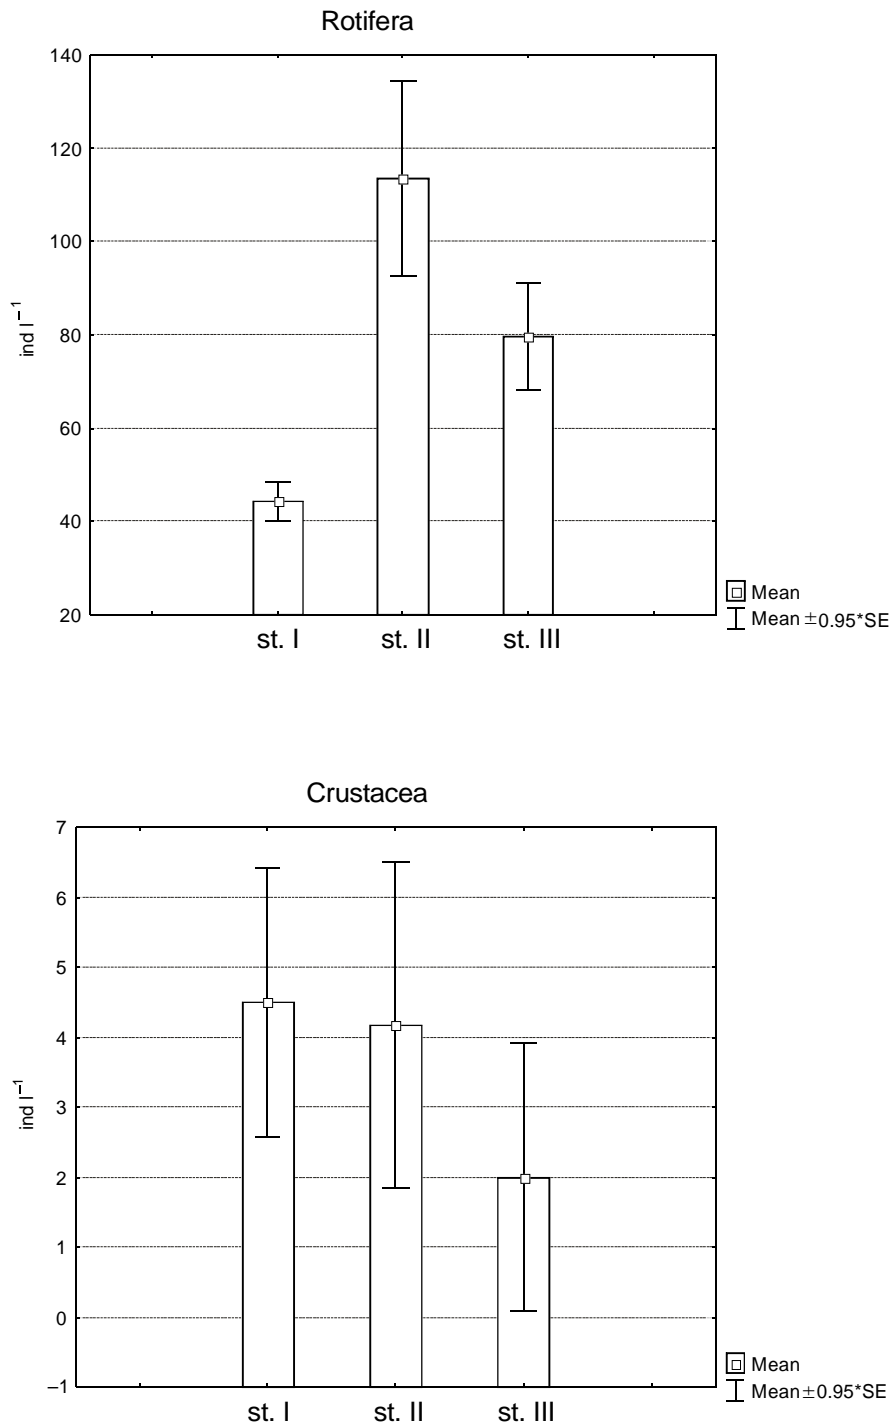 Rotifera
140
120
100
80
60
40
20
ind l⁻¹
st. I st. II st. III
Mean
Mean ±0.95*SE
Crustacea
7
6
5
4
3
2
1
0
–1
ind l⁻¹
st. I st. II st. III
Mean
Mean±0.95*SE